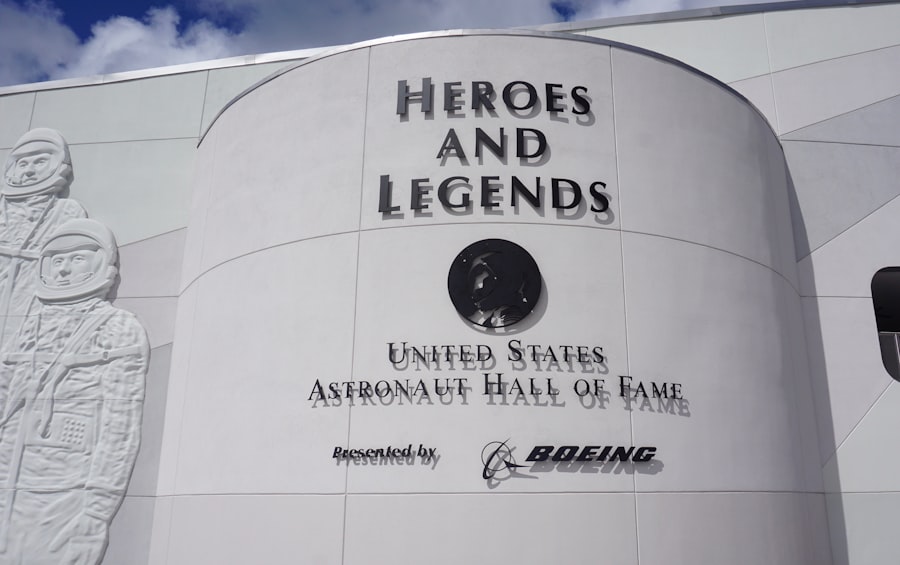 HEROES
AND
LEGENDS
UNITED STATES
ASTRONAUT HALL OF FAME
Presented by BOEING